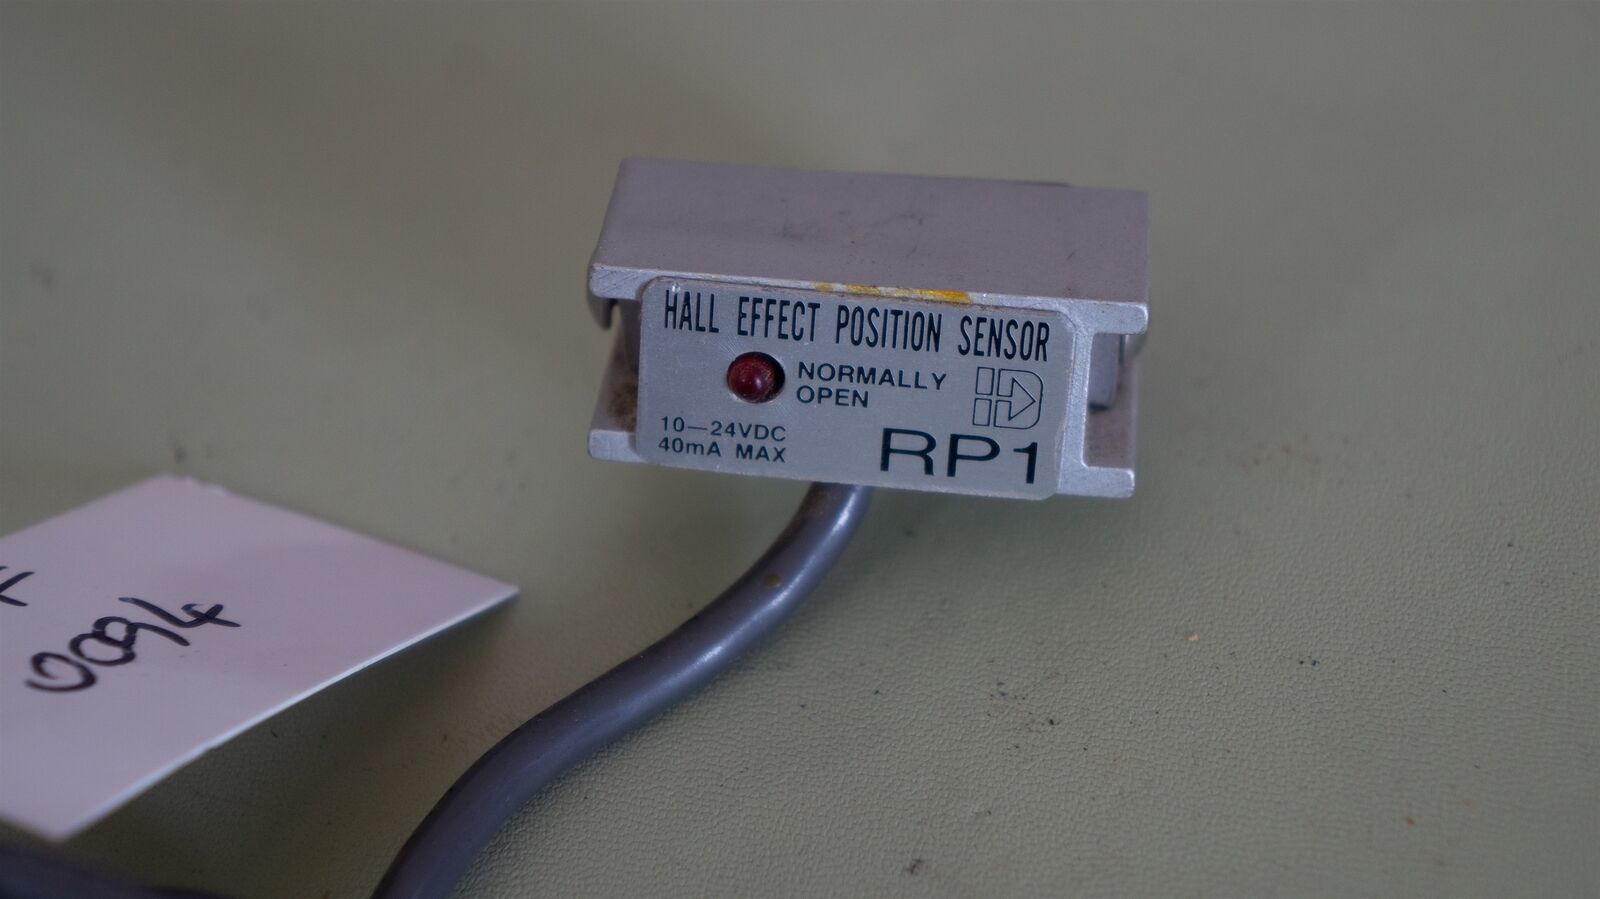 HALL EFFECT POSITION SENSOR
NORMALLY
OPEN
10–24VDC
40mA MAX
RP1
0094